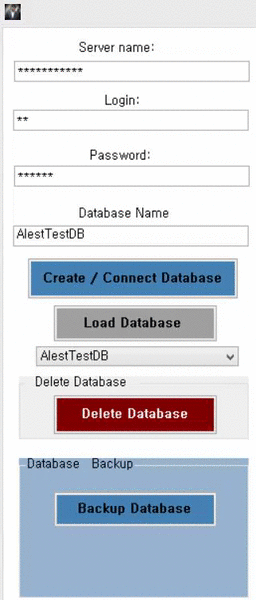 Server name:
***********
Login:
**
Password:
******
Database Name
AlestTestDB
Create / Connect Database
Load Database
AlestTestDB
Delete Database
Delete Database
Database Backup
Backup Database